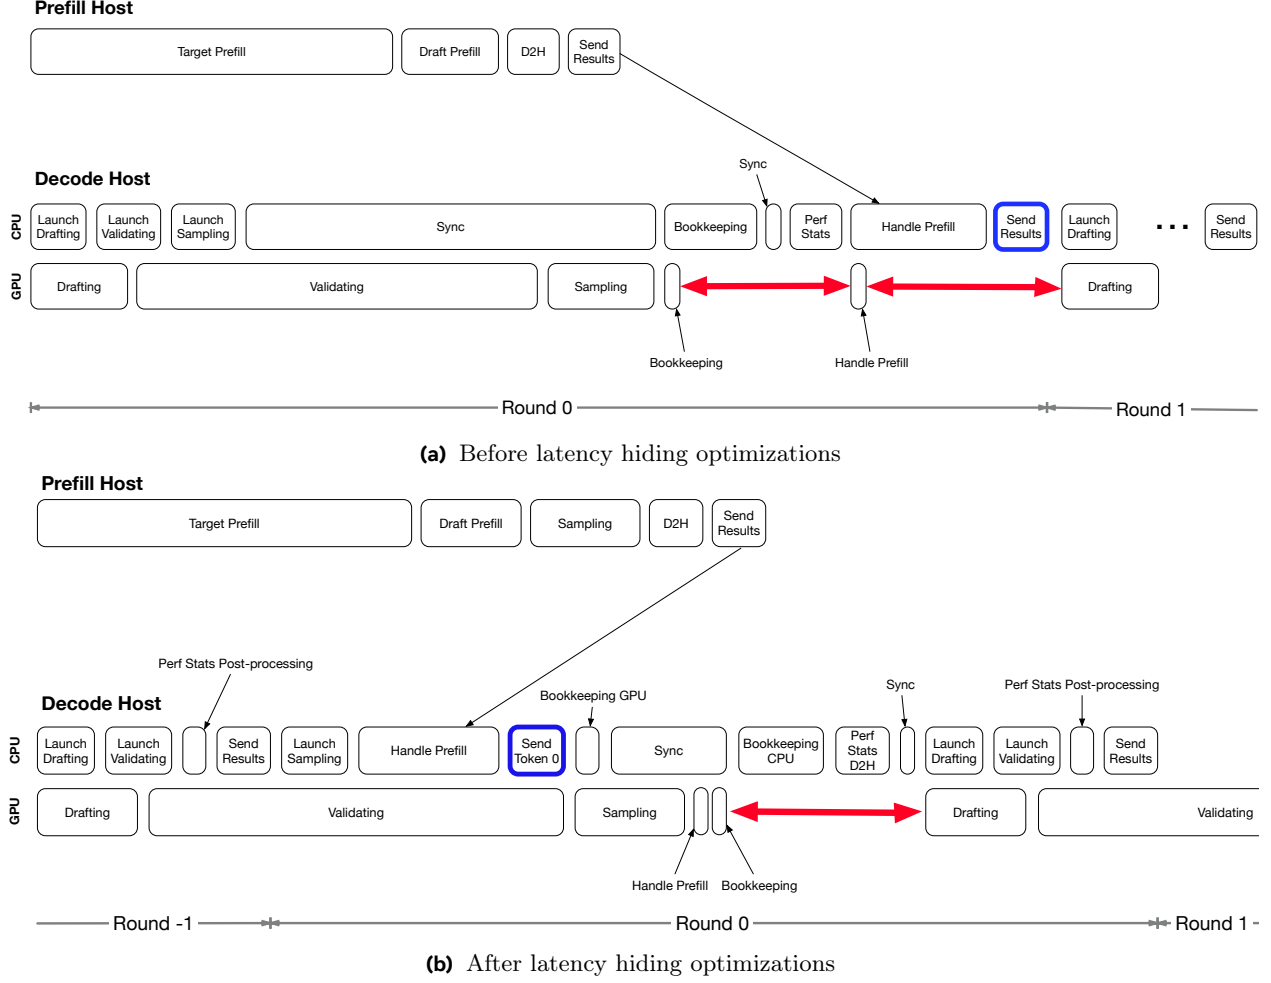 Prefill Host
Target Prefill
Draft Prefill
D2H
Send
Results
Decode Host
Sync
CPU
Launch
Drafting
Launch
Validating
Launch
Sampling
Sync
Bookkeeping
Perf
Stats
Handle Prefill
Send
Results
Launch
Drafting
...
Send
Results
GPU
Drafting
Validating
Sampling
Drafting
Bookkeeping
Handle Prefill
Round 0
Round 1
(a) Before latency hiding optimizations
Prefill Host
Target Prefill
Draft Prefill
Sampling
D2H
Send
Results
Perf Stats Post-processing
Decode Host
Bookkeeping GPU
Sync
Perf Stats Post-processing
CPU
Launch
Drafting
Launch
Validating
Send
Results
Launch
Sampling
Handle Prefill
Send
Token 0
Sync
Bookkeeping
CPU
Perf
Stats
D2H
Launch
Drafting
Launch
Validating
Send
Results
GPU
Drafting
Validating
Sampling
Drafting
Validating
Handle Prefill
Bookkeeping
Round -1
Round 0
Round 1
(b) After latency hiding optimizations